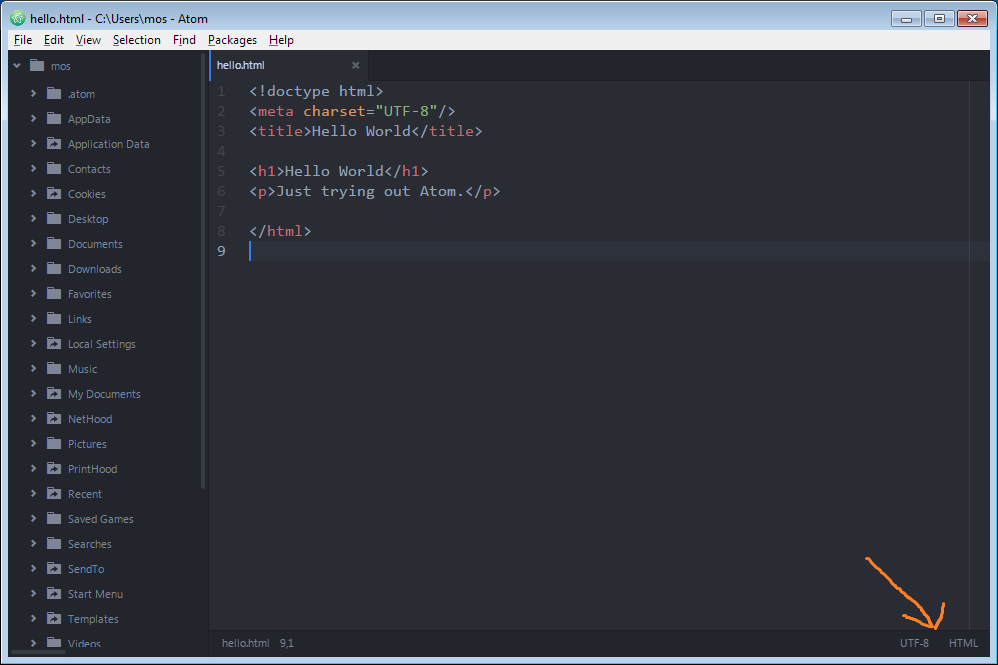 hello.html - C:\Users\mos - Atom
File Edit View Selection Find Packages Help
mos
.atom
AppData
Application Data
Contacts
Cookies
Desktop
Documents
Downloads
Favorites
Links
Local Settings
Music
My Documents
NetHood
Pictures
PrintHood
Recent
Saved Games
Searches
SendTo
Start Menu
Templates
Videos
hello.html
1 <!doctype html>
2 <meta charset="UTF-8"/>
3 <title>Hello World</title>
4
5 <h1>Hello World</h1>
6 <p>Just trying out Atom.</p>
7
8 </html>
9
hello.html 9,1 UTF-8 HTML